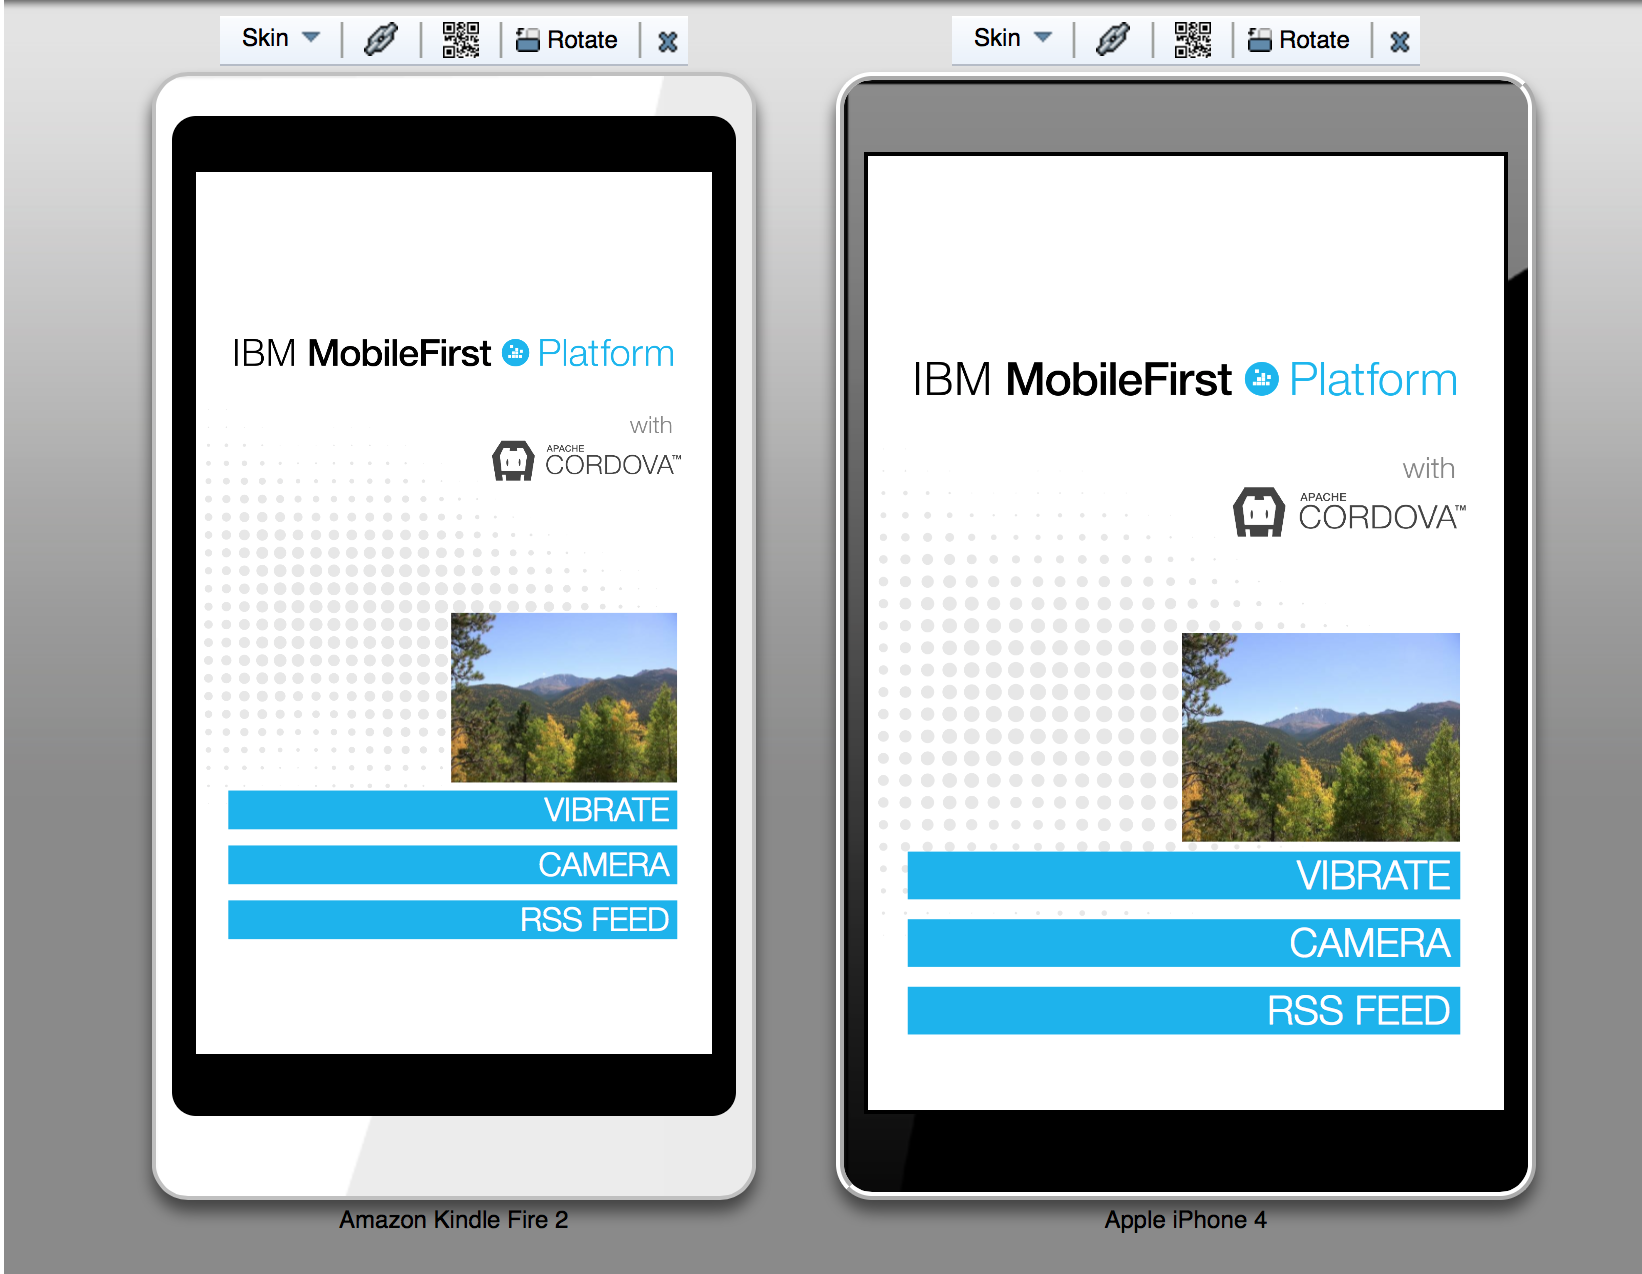 Skin Rotate
IBM MobileFirst Platform
with
APACHE
CORDOVA™
VIBRATE
CAMERA
RSS FEED
Amazon Kindle Fire 2
Skin Rotate
IBM MobileFirst Platform
with
APACHE
CORDOVA™
VIBRATE
CAMERA
RSS FEED
Apple iPhone 4